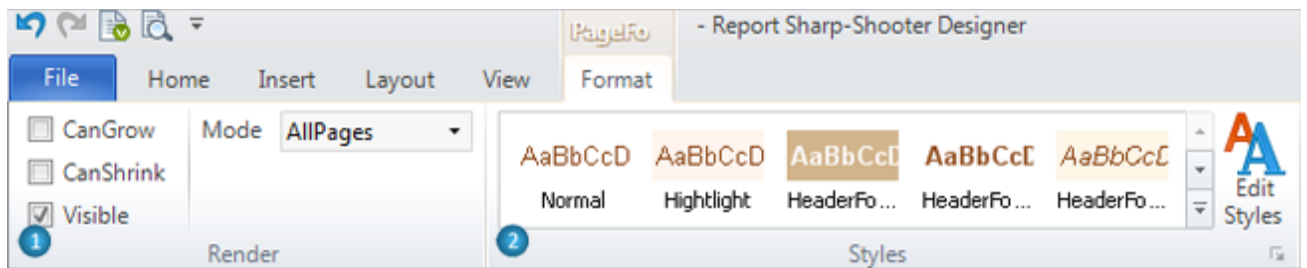 PageFo - Report Sharp-Shooter Designer
File Home Insert Layout View Format
CanGrow Mode AllPages
CanShrink
Visible
AaBbCcD AaBbCcD AaBbCcD AaBbCcD AaBbCcD
Normal Hightlight HeaderFo... HeaderFo... HeaderFo...
Edit
Styles
1 Render 2 Styles